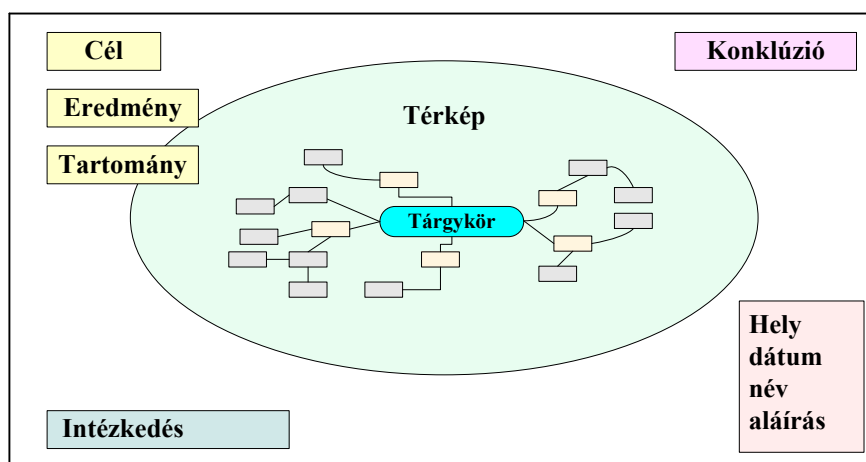 Cél
Konklúzió
Eredmény
Térkép
Tartomány
Tárgykör
Hely
dátum
név
aláírás
Intézkedés